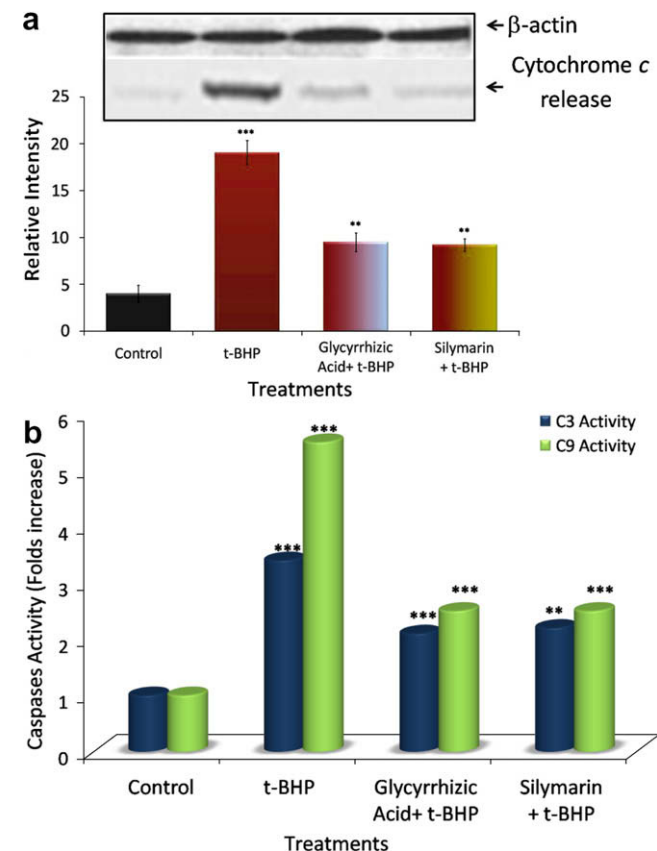 a
β-actin
Cytochrome c
release
Relative Intensity
25
20
15
10
5
0
***
**
**
Control
t-BHP
Glycyrrhizic
Acid+ t-BHP
Silymarin
+ t-BHP
Treatments
b
C3 Activity
C9 Activity
Caspases Activity (Folds increase)
6
5
4
3
2
1
0
***
***
***
***
**
***
Control
t-BHP
Glycyrrhizic
Acid+ t-BHP
Silymarin
+ t-BHP
Treatments